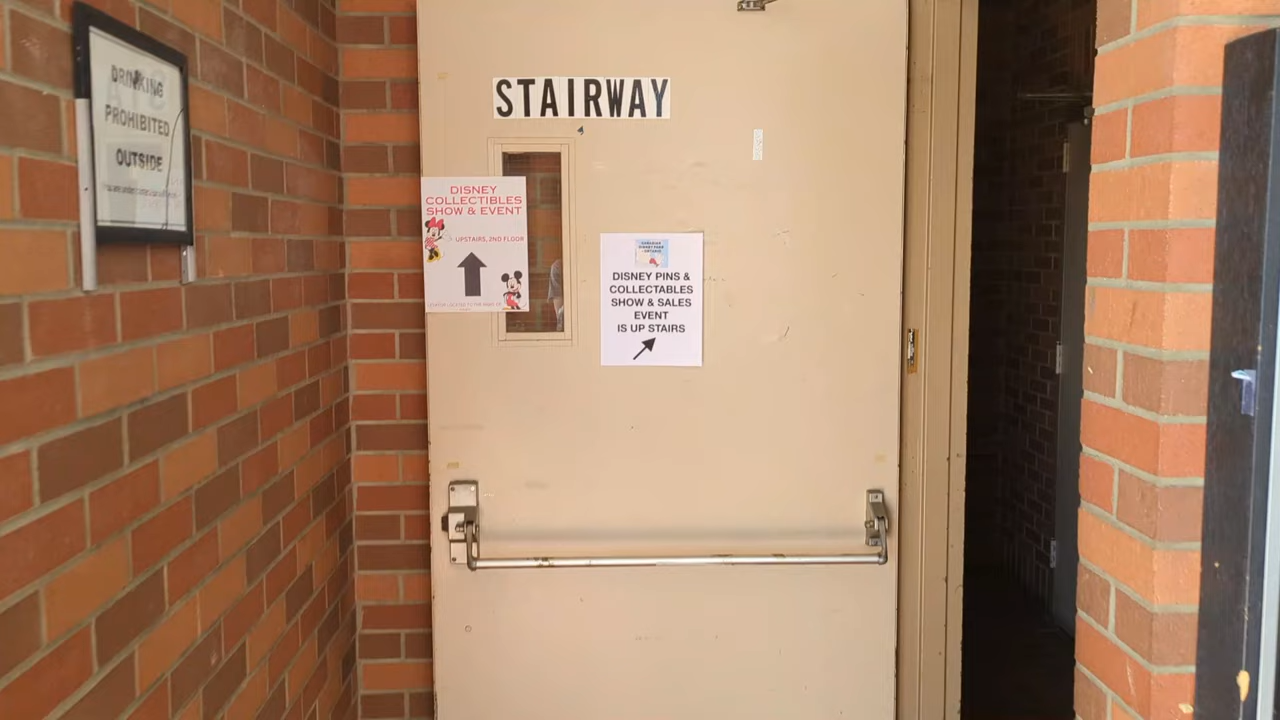 DRINKING
PROHIBITED
OUTSIDE
STAIRWAY
DISNEY
COLLECTIBLES
SHOW & EVENT
UPSTAIRS, 2ND FLOOR
DISNEY PINS &
COLLECTABLES
SHOW & SALES
EVENT
IS UP STAIRS